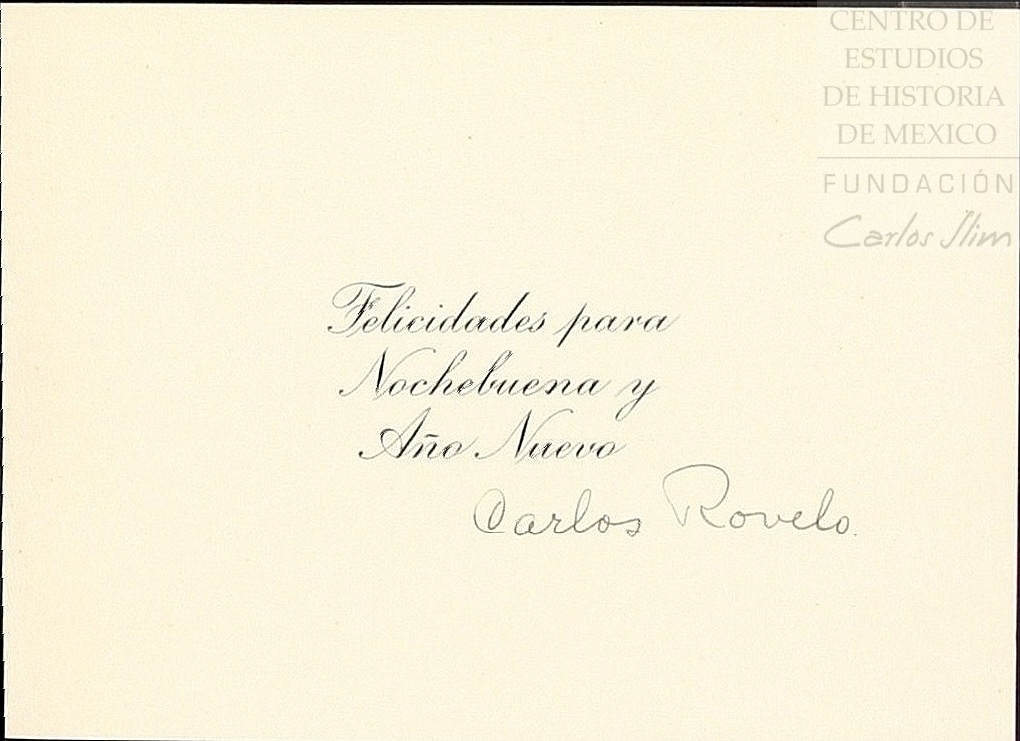 CENTRO DE
ESTUDIOS
DE HISTORIA
DE MEXICO
FUNDACIÓN
Carlos Slim
Felicidades para
Nochebuena y
Año Nuevo
Carlos Rovelo.